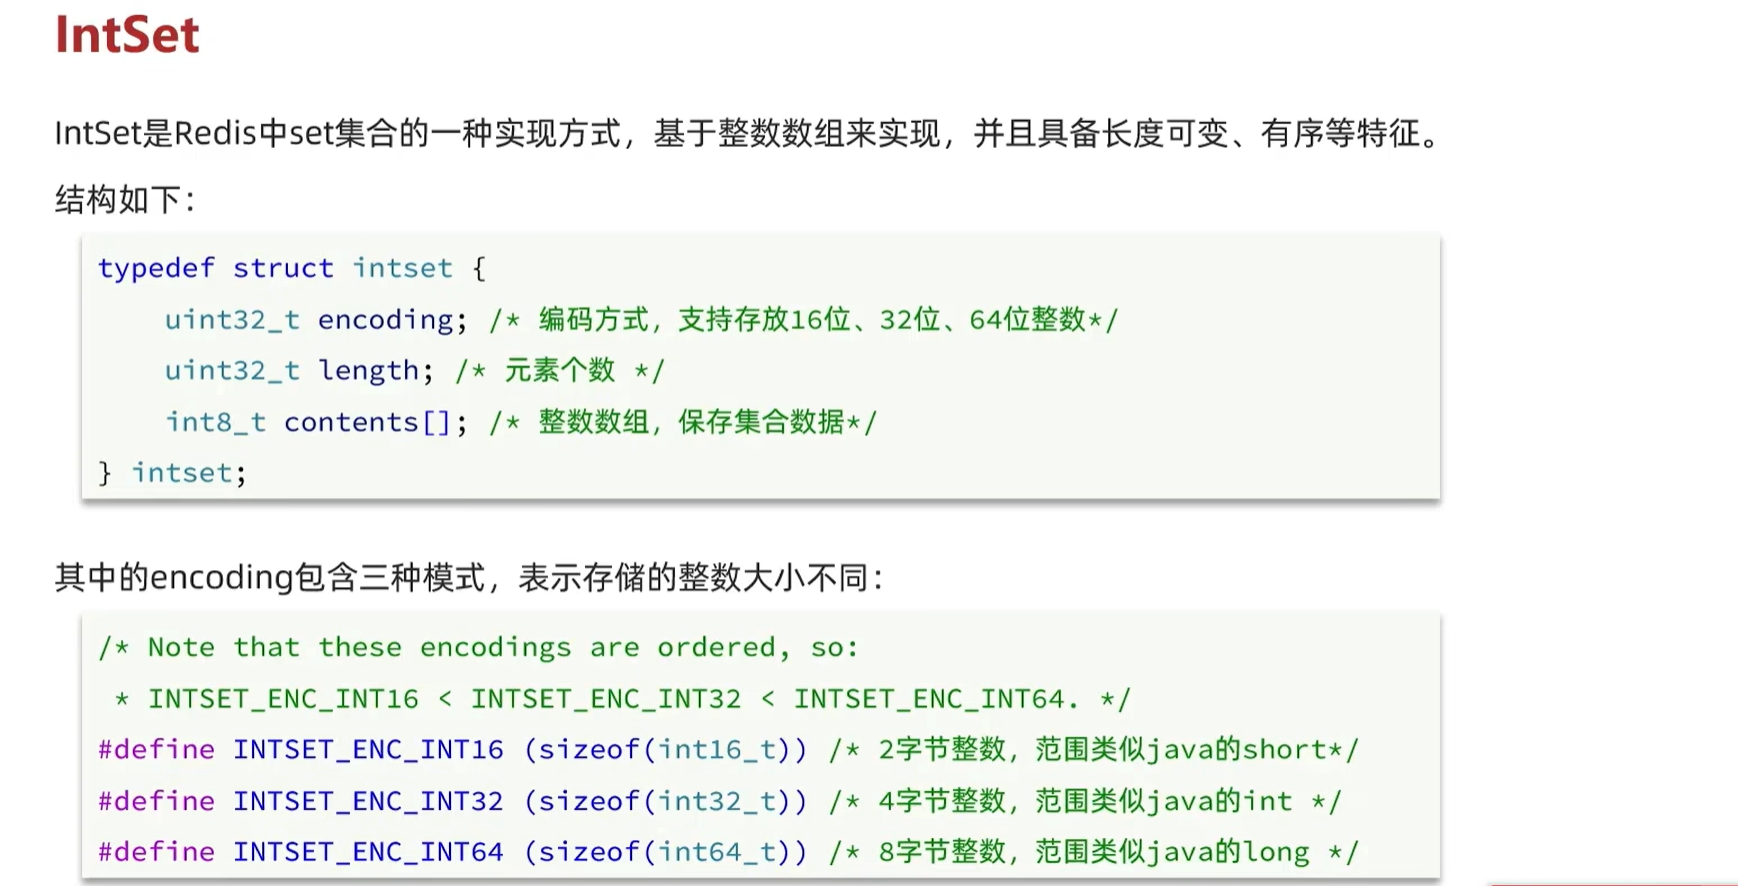 IntSet
IntSet是Redis中set集合的一种实现方式，基于整数数组来实现，并且具备长度可变、有序等特征。
结构如下：
typedef struct intset {
    uint32_t encoding; /* 编码方式，支持存放16位、32位、64位整数*/
    uint32_t length; /* 元素个数 */
    int8_t contents[]; /* 整数数组，保存集合数据*/
} intset;
其中的encoding包含三种模式，表示存储的整数大小不同：
/* Note that these encodings are ordered, so:
 * INTSET_ENC_INT16 < INTSET_ENC_INT32 < INTSET_ENC_INT64. */
#define INTSET_ENC_INT16 (sizeof(int16_t)) /* 2字节整数，范围类似java的short*/
#define INTSET_ENC_INT32 (sizeof(int32_t)) /* 4字节整数，范围类似java的int */
#define INTSET_ENC_INT64 (sizeof(int64_t)) /* 8字节整数，范围类似java的long */